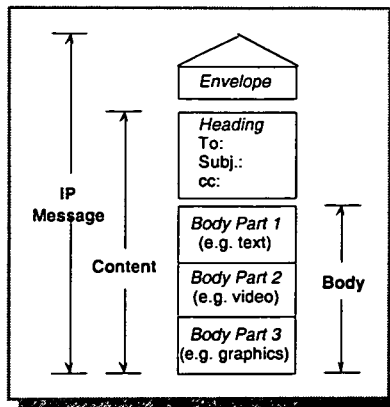 Envelope
Heading
To:
Subj.:
cc:
IP
Message
Content
Body Part 1
(e.g. text)
Body Part 2
(e.g. video)
Body Part 3
(e.g. graphics)
Body